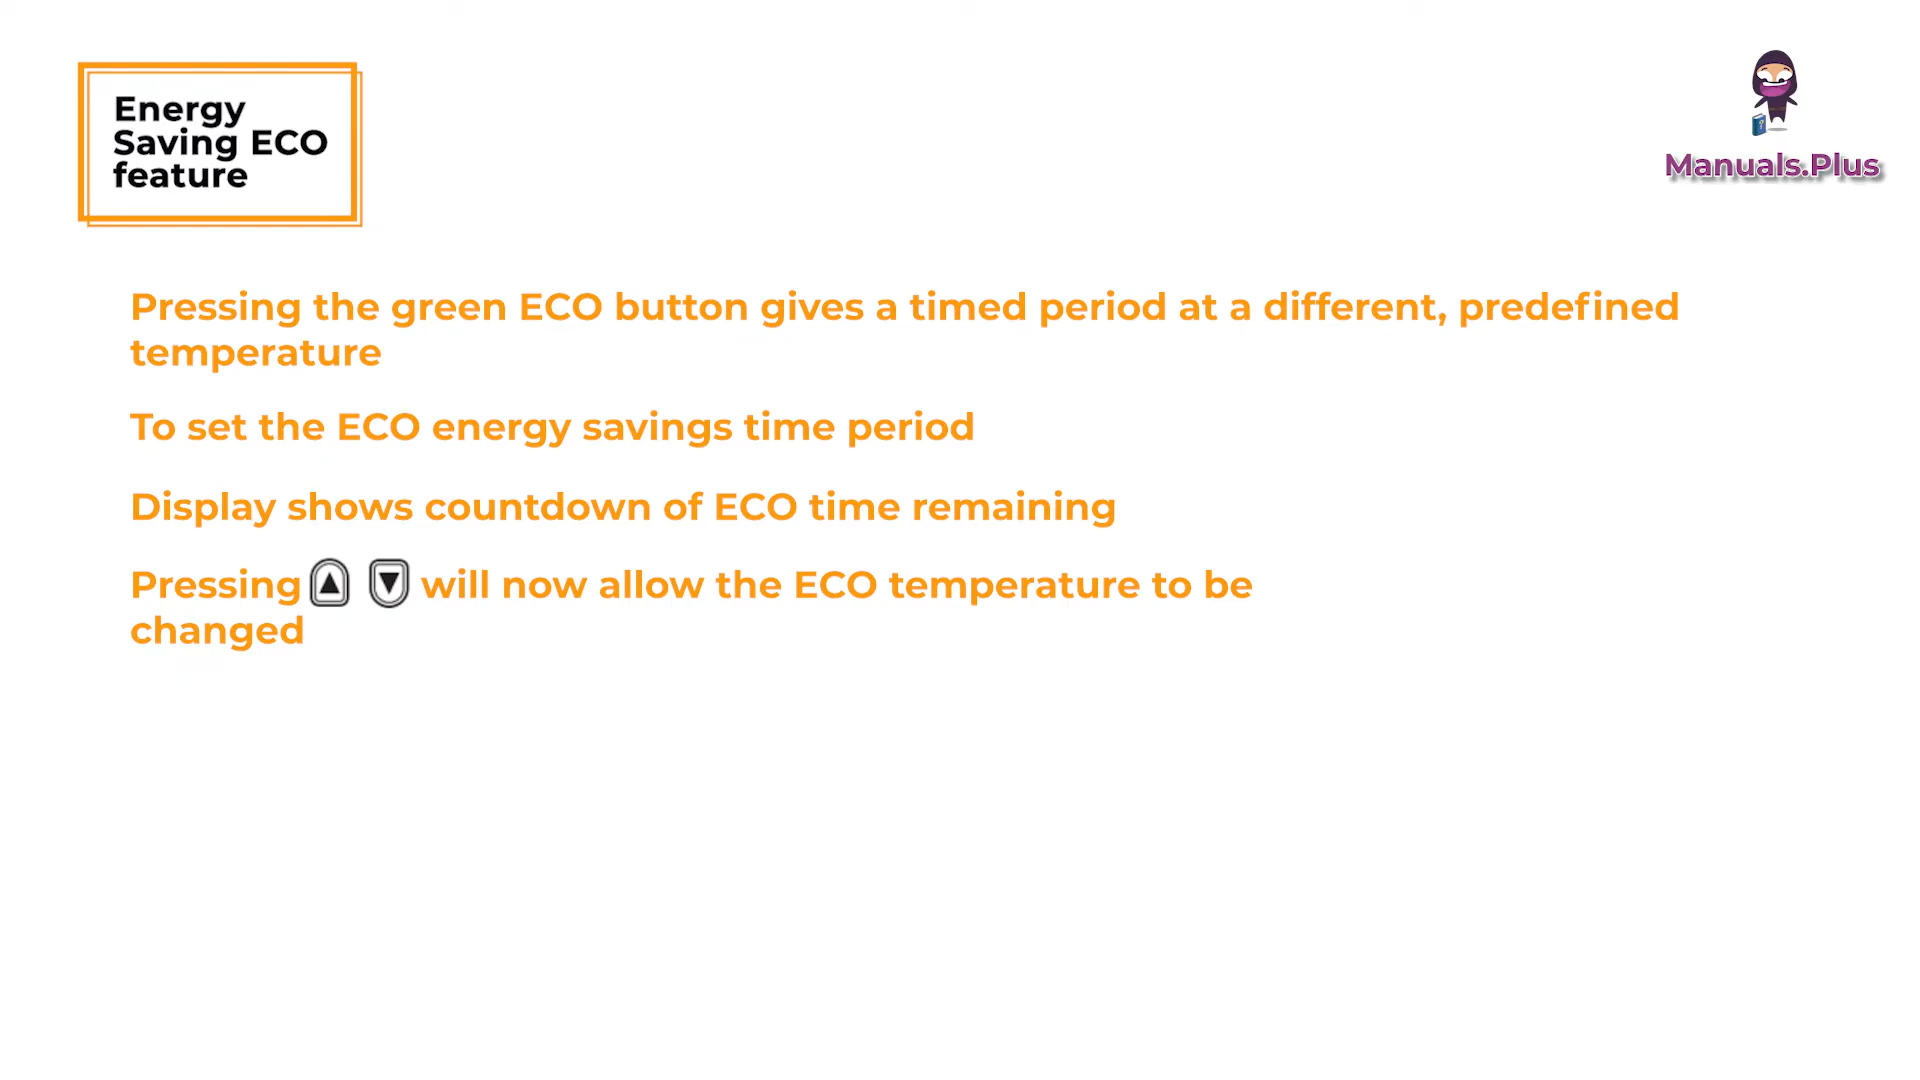 Energy
Saving ECO
feature
Manuals.Plus
Pressing the green ECO button gives a timed period at a different, predefined
temperature
To set the ECO energy savings time period
Display shows countdown of ECO time remaining
Pressing ▲ ▼ will now allow the ECO temperature to be
changed